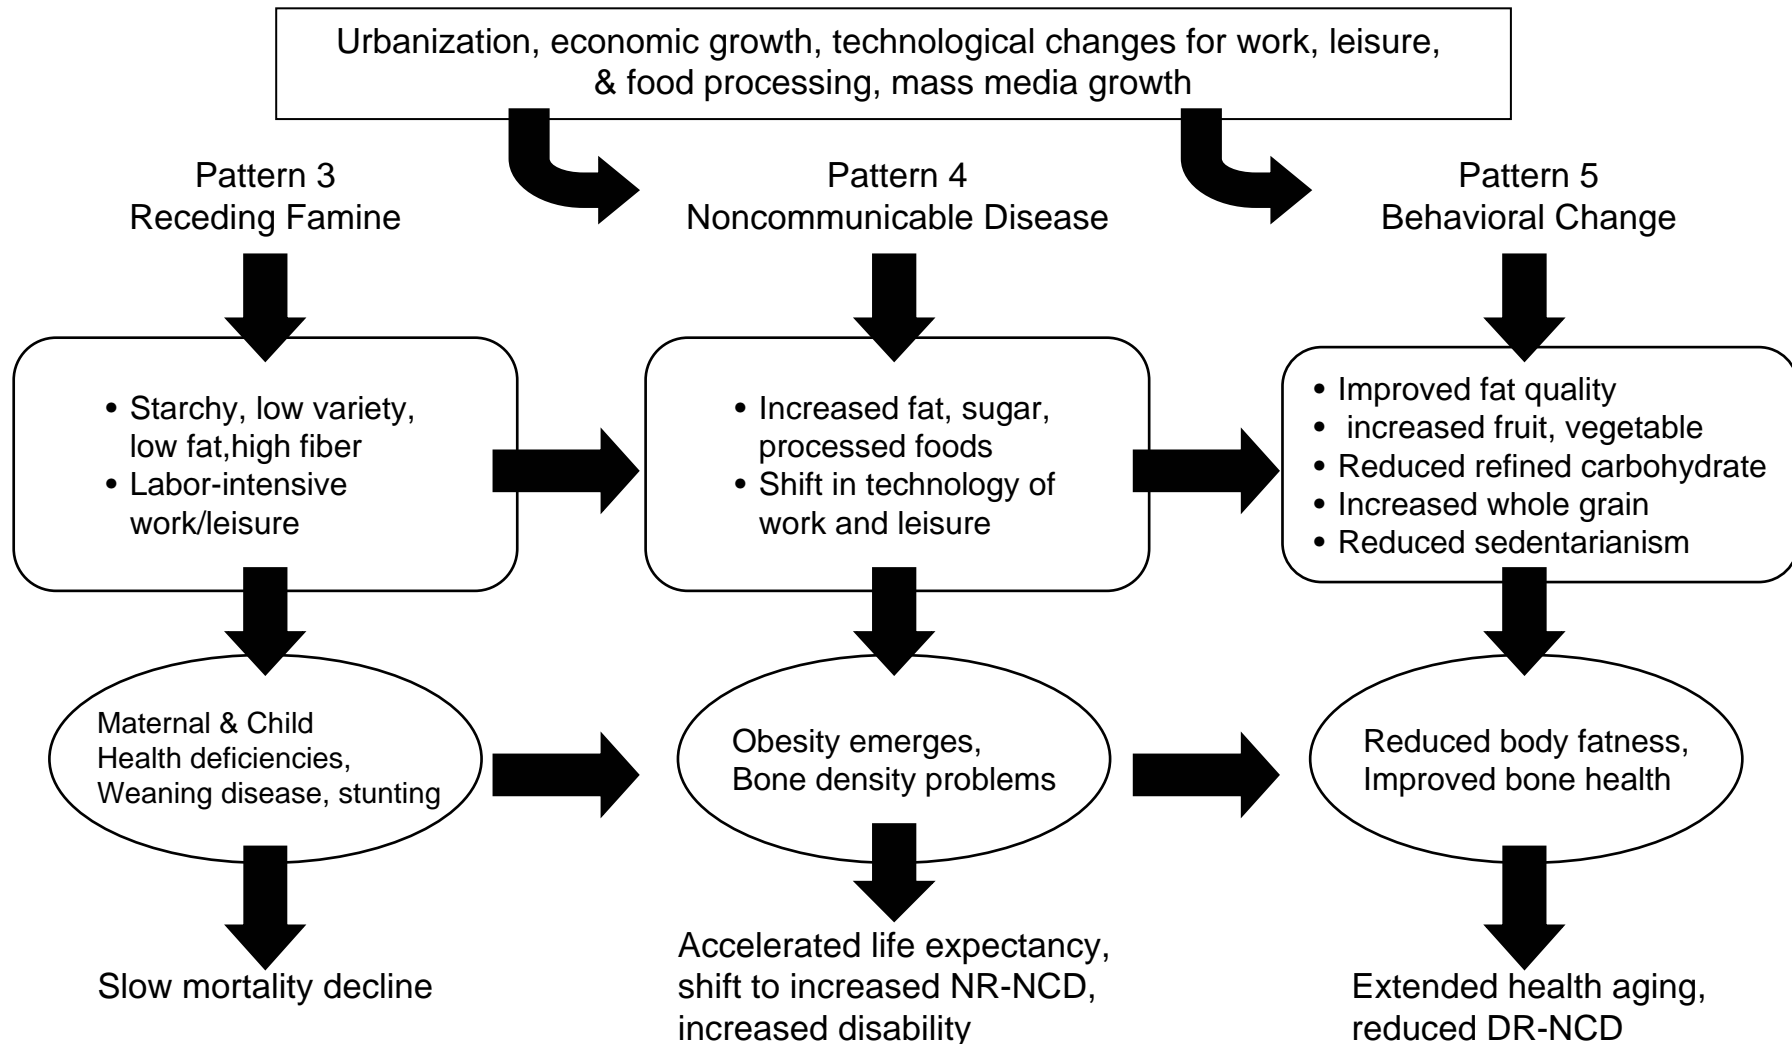 Urbanization, economic growth, technological changes for work, leisure,
& food processing, mass media growth
Pattern 3
Receding Famine
Pattern 4
Noncommunicable Disease
Pattern 5
Behavioral Change
• Starchy, low variety,
low fat,high fiber
• Labor-intensive
work/leisure
• Increased fat, sugar,
processed foods
• Shift in technology of
work and leisure
• Improved fat quality
• increased fruit, vegetable
• Reduced refined carbohydrate
• Increased whole grain
• Reduced sedentarianism
Maternal & Child
Health deficiencies,
Weaning disease, stunting
Obesity emerges,
Bone density problems
Reduced body fatness,
Improved bone health
Slow mortality decline
Accelerated life expectancy,
shift to increased NR-NCD,
increased disability
Extended health aging,
reduced DR-NCD